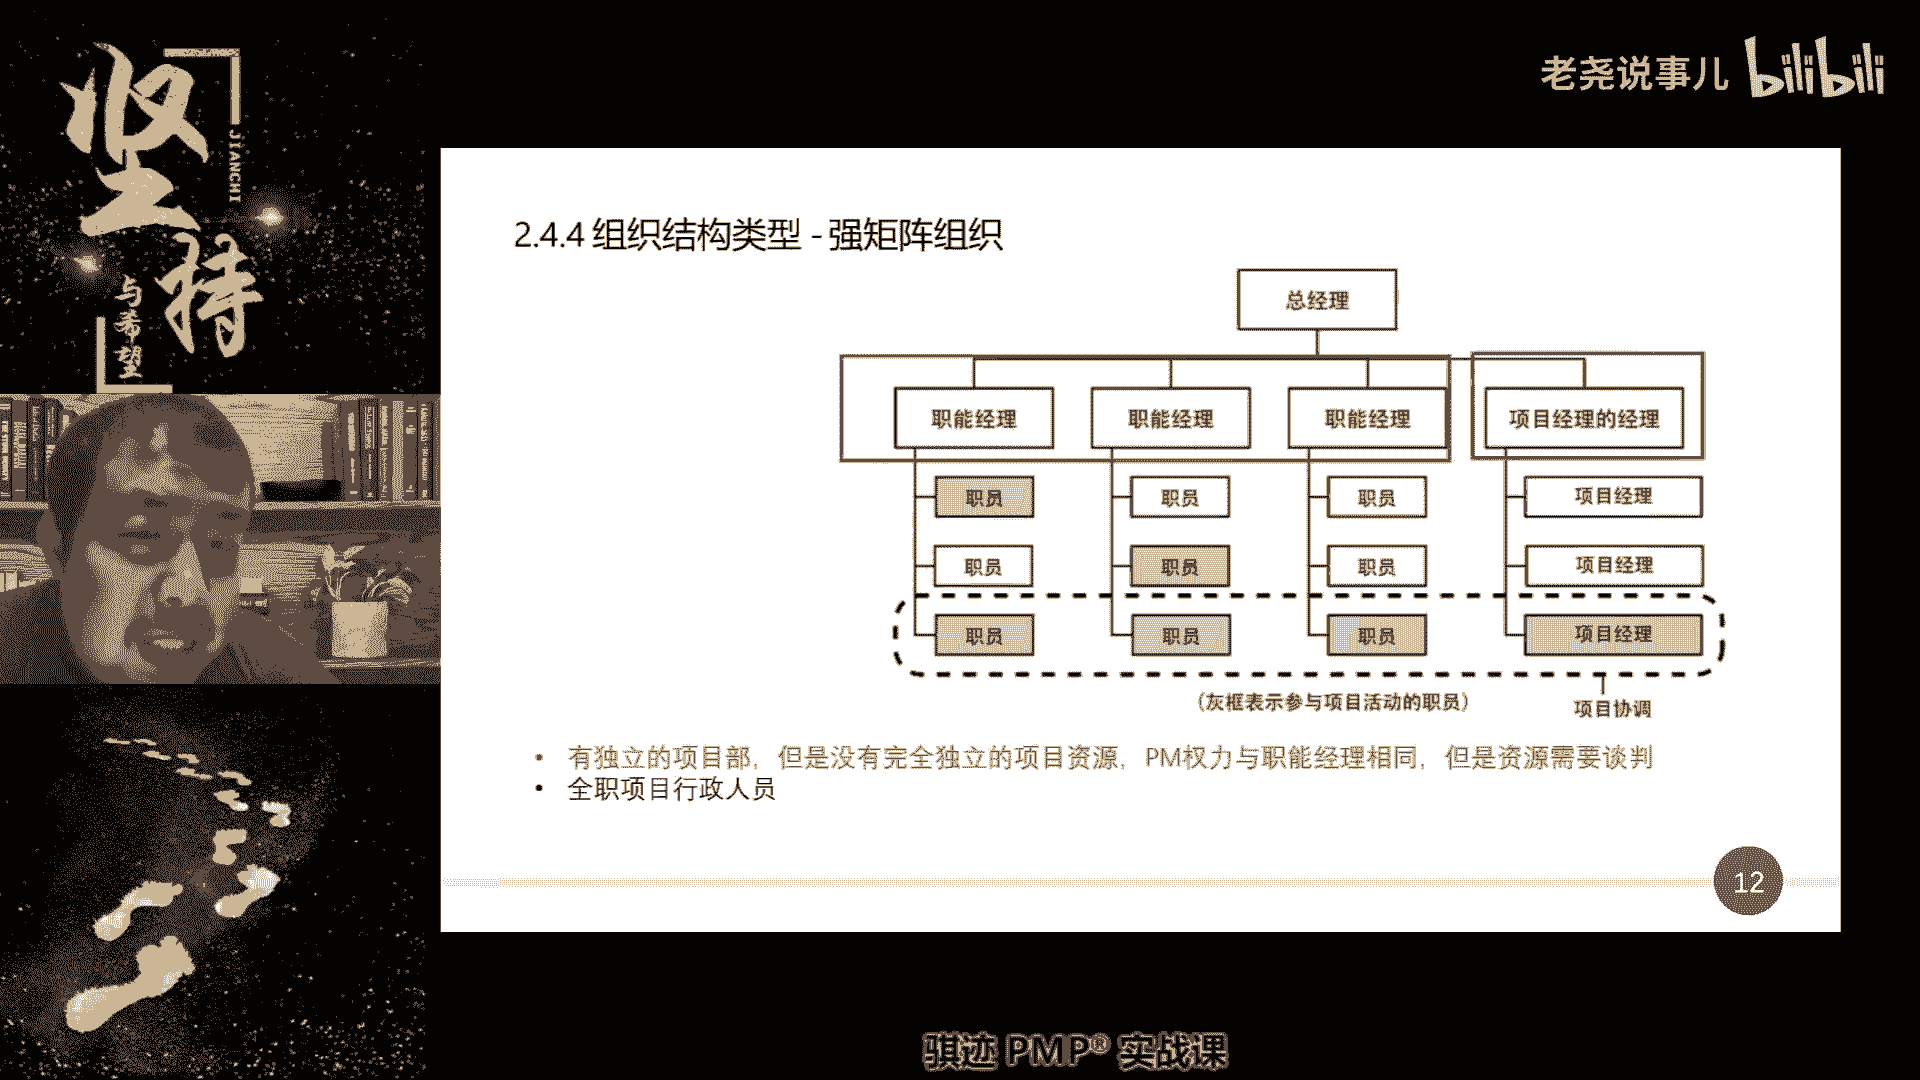 坚持
JIANCHI
与希望
老尧说事儿 bilibili
2.4.4 组织结构类型 - 强矩阵组织
总经理
职能经理 职能经理 职能经理 项目经理的经理
职员 职员 职员 项目经理
职员 职员 职员 项目经理
职员 职员 职员 项目经理
(灰框表示参与项目活动的职员)
项目协调
• 有独立的项目部，但是没有完全独立的项目资源，PM权力与职能经理相同，但是资源需要谈判
• 全职项目行政人员
12
骐迹 PMP® 实战课